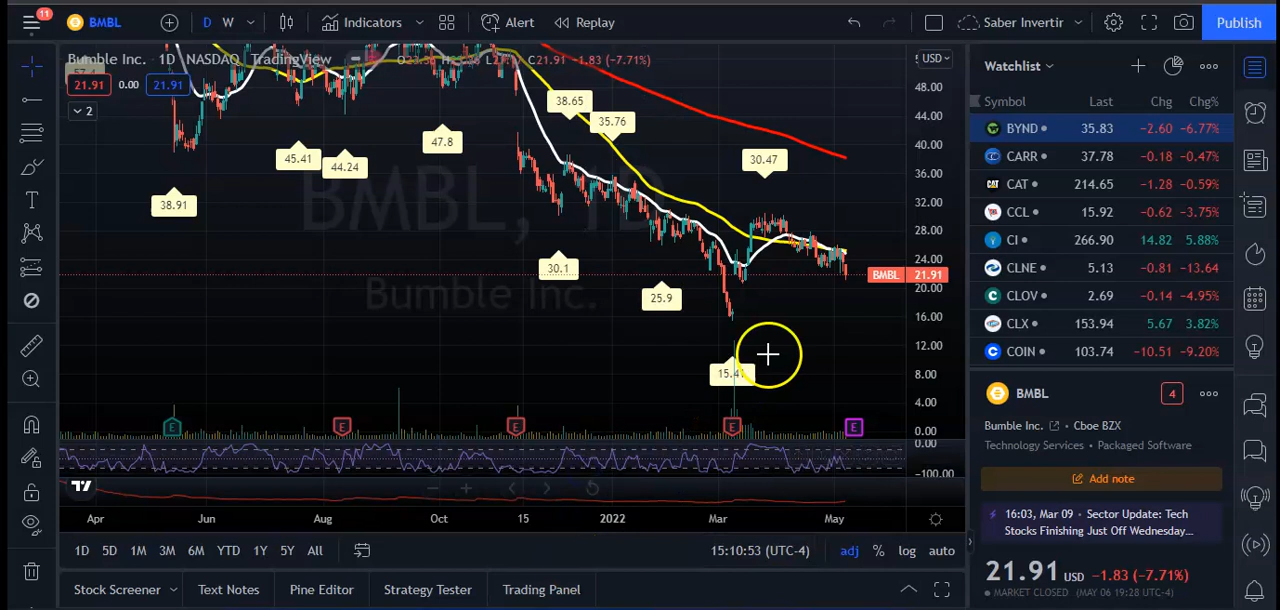 11
BMBL
D W
Indicators
Alert
Replay
Saber Invertir
Publish
Bumble Inc. · 1D · NASDAQ · TradingView
−1.83 (−7.71%)
C21.91
21.91 0.00 21.91
2
USD
48.00
44.00
40.00
36.00
32.00
28.00
24.00
20.00
16.00
12.00
8.00
4.00
0.00
0.00
−100.00
38.91
45.41
44.24
47.8
38.65
35.76
30.1
25.9
30.47
BMBL 21.91
BMBL, 1D
Bumble Inc.
E E E E E
Apr Jun Aug Oct 15 2022 Mar May
1D 5D 1M 3M 6M YTD 1Y 5Y All
15:10:53 (UTC-4) adj % log auto
Stock Screener Text Notes Pine Editor Strategy Tester Trading Panel
Watchlist
Symbol Last Chg Chg%
BYND 35.83 −2.60 −6.77%
CARR 37.78 −0.18 −0.47%
CAT 214.65 −1.28 −0.59%
CCL 15.92 −0.62 −3.75%
CI 266.90 14.82 5.88%
CLNE 5.13 −0.81 −13.64
CLOV 2.69 −0.14 −4.95%
CLX 153.94 5.67 3.82%
COIN 103.74 −10.51 −9.20%
BMBL 4
Bumble Inc. · Cboe BZX
Technology Services · Packaged Software
Add note
16:03, Mar 09 · Sector Update: Tech
Stocks Finishing Just Off Wednesday...
21.91 USD −1.83 (−7.71%)
MARKET CLOSED (MAY 06 19:28 UTC-4)